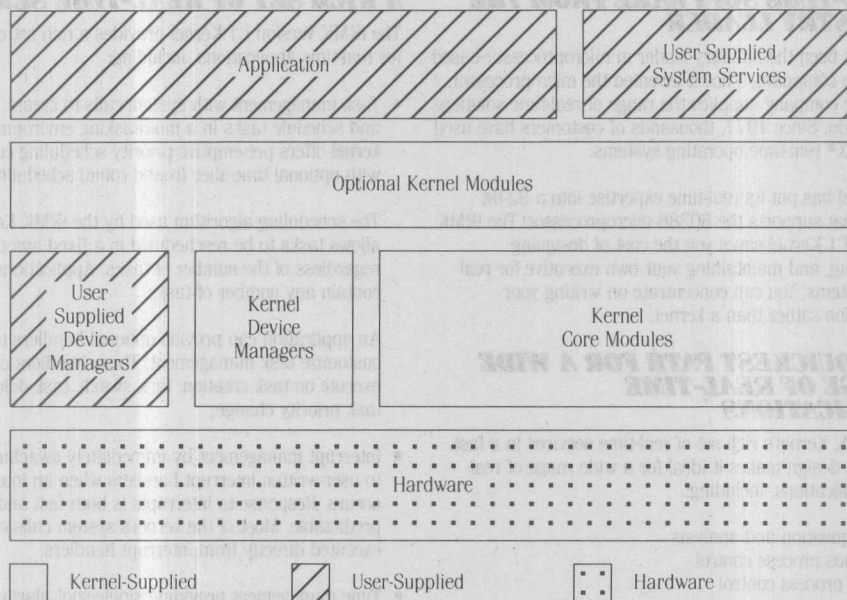 Application
User Supplied
System Services
Optional Kernel Modules
User
Supplied
Device
Managers
Kernel
Device
Managers
Kernel
Core Modules
Hardware
Kernel-Supplied
User-Supplied
Hardware